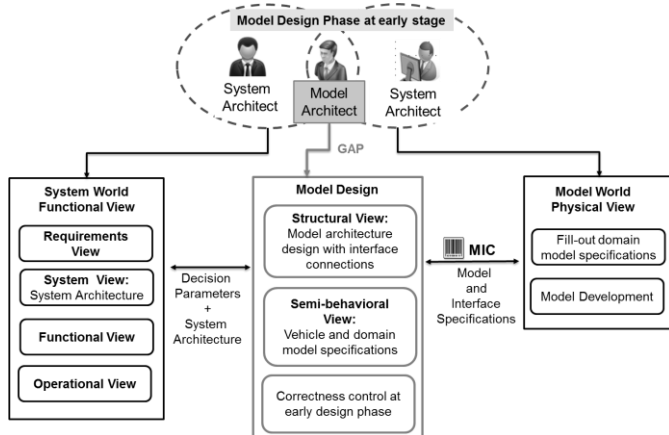 Model Design Phase at early stage
System
Architect
Model
Architect
System
Architect
GAP
System World
Functional View
Requirements
View
System View:
System Architecture
Functional View
Operational View
Decision
Parameters
+
System
Architecture
Model Design
Structural View:
Model architecture
design with interface
connections
Semi-behavioral
View:
Vehicle and domain
model specifications
Correctness control at
early design phase
MIC
Model
and
Interface
Specifications
Model World
Physical View
Fill-out domain
model specifications
Model Development